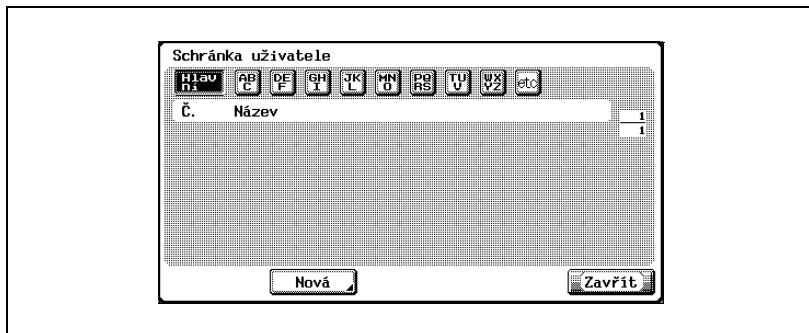 Schránka uživatele
Hlav ní AB C DE F GH I JK L MN O PQ RS TU V WX YZ etc
Č. Název
1
1
Nová Zavřít